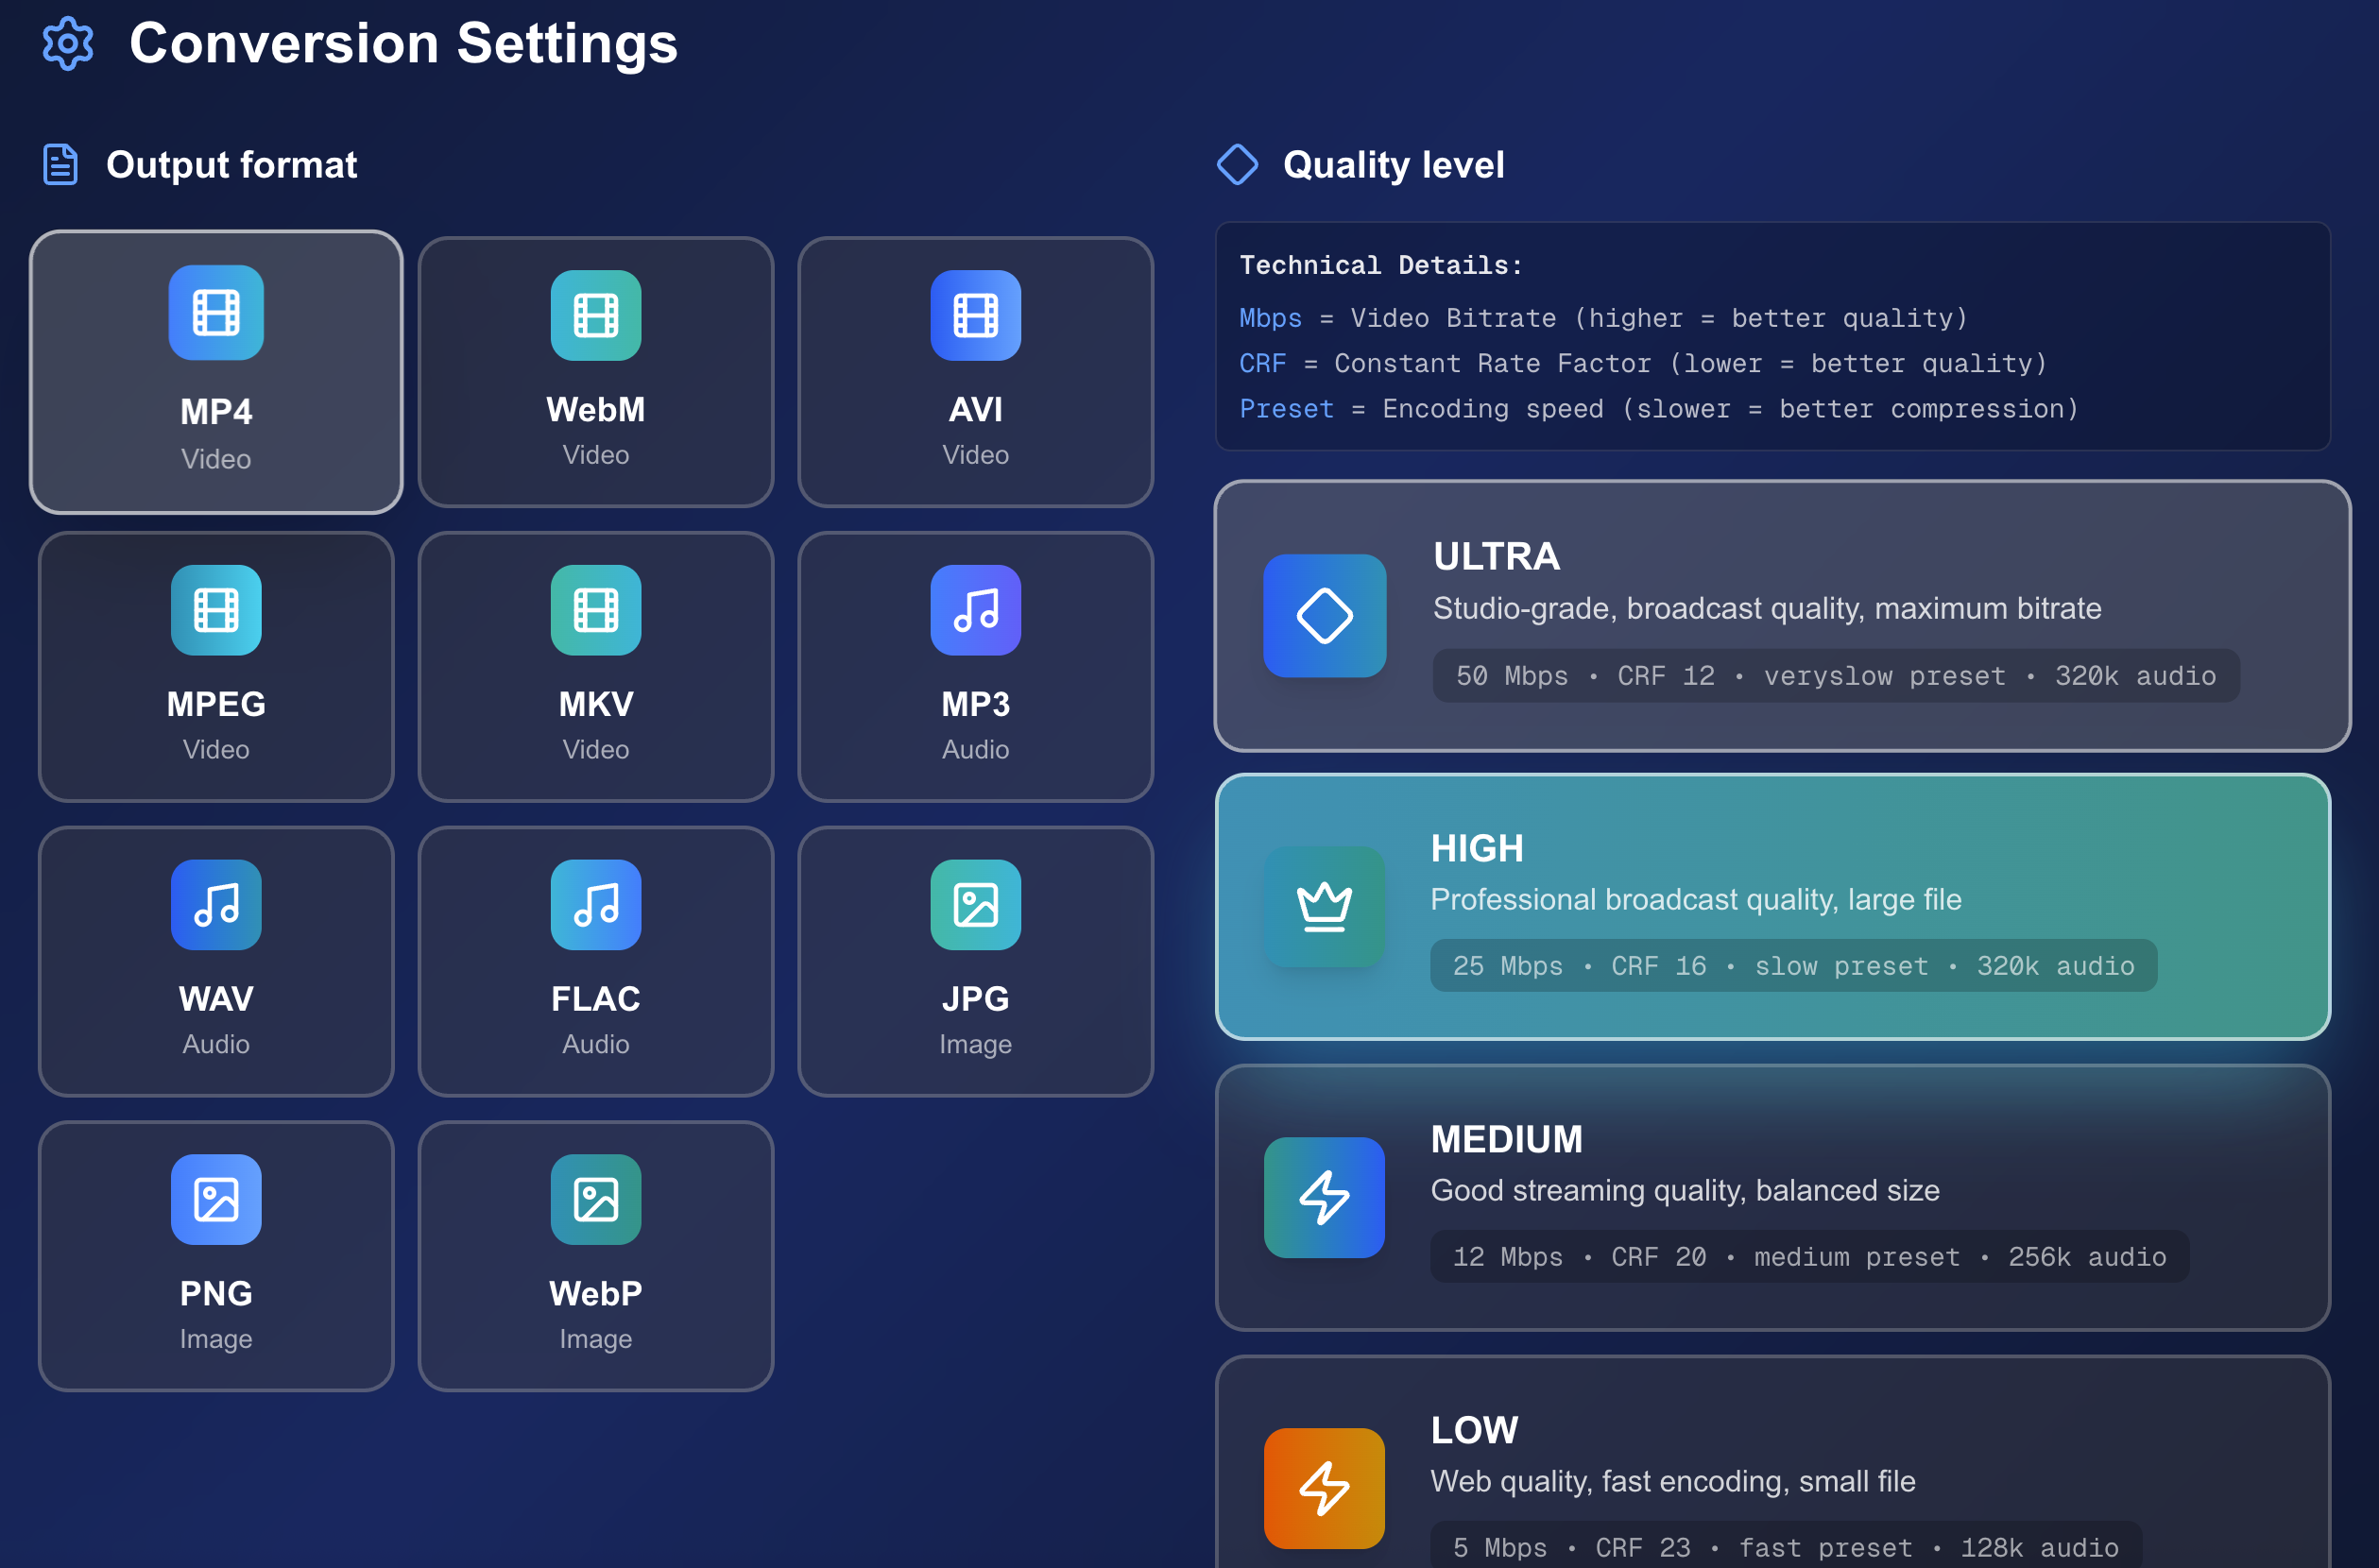 Conversion Settings
Output format
MP4
Video
WebM
Video
AVI
Video
MPEG
Video
MKV
Video
MP3
Audio
WAV
Audio
FLAC
Audio
JPG
Image
PNG
Image
WebP
Image
Quality level
Technical Details:
Mbps = Video Bitrate (higher = better quality)
CRF = Constant Rate Factor (lower = better quality)
Preset = Encoding speed (slower = better compression)
ULTRA
Studio-grade, broadcast quality, maximum bitrate
50 Mbps • CRF 12 • veryslow preset • 320k audio
HIGH
Professional broadcast quality, large file
25 Mbps • CRF 16 • slow preset • 320k audio
MEDIUM
Good streaming quality, balanced size
12 Mbps • CRF 20 • medium preset • 256k audio
LOW
Web quality, fast encoding, small file
5 Mbps • CRF 23 • fast preset • 128k audio